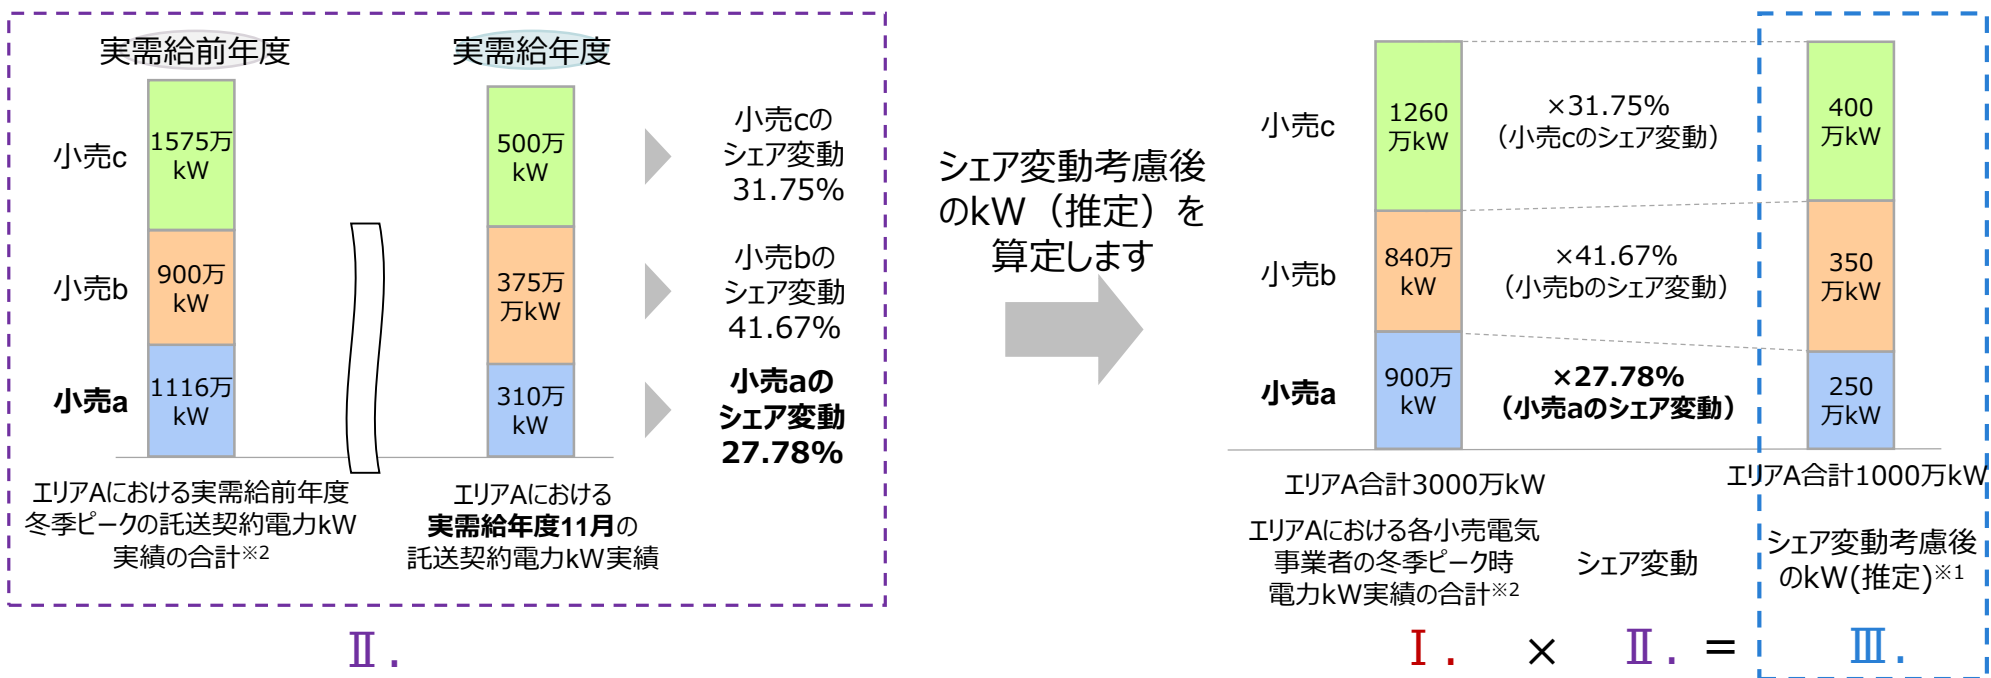 実需給前年度
実需給年度
小売c
1575万
kW
500万
kW
小売cの
シェア変動
31.75%
小売b
900万
kW
375万
万kW
小売bの
シェア変動
41.67%
小売a
1116万
kW
310万
kW
小売aの
シェア変動
27.78%
エリアAにおける実需給前年度
冬季ピークの託送契約電力kW
実績の合計※2
エリアAにおける
実需給年度11月の
託送契約電力kW実績
Ⅱ.
シェア変動考慮後
のkW（推定）を
算定します
小売c
1260
万kW
×31.75%
（小売cのシェア変動）
400
万kW
小売b
840万
kW
×41.67%
（小売bのシェア変動）
350
万kW
小売a
900万
kW
×27.78%
（小売aのシェア変動）
250
万kW
エリアA合計3000万kW
エリアA合計1000万kW
エリアAにおける各小売電気
事業者の冬季ピーク時
電力kW実績の合計※2
シェア変動
シェア変動考慮後
のkW(推定)※1
Ⅰ. × Ⅱ. = Ⅲ.